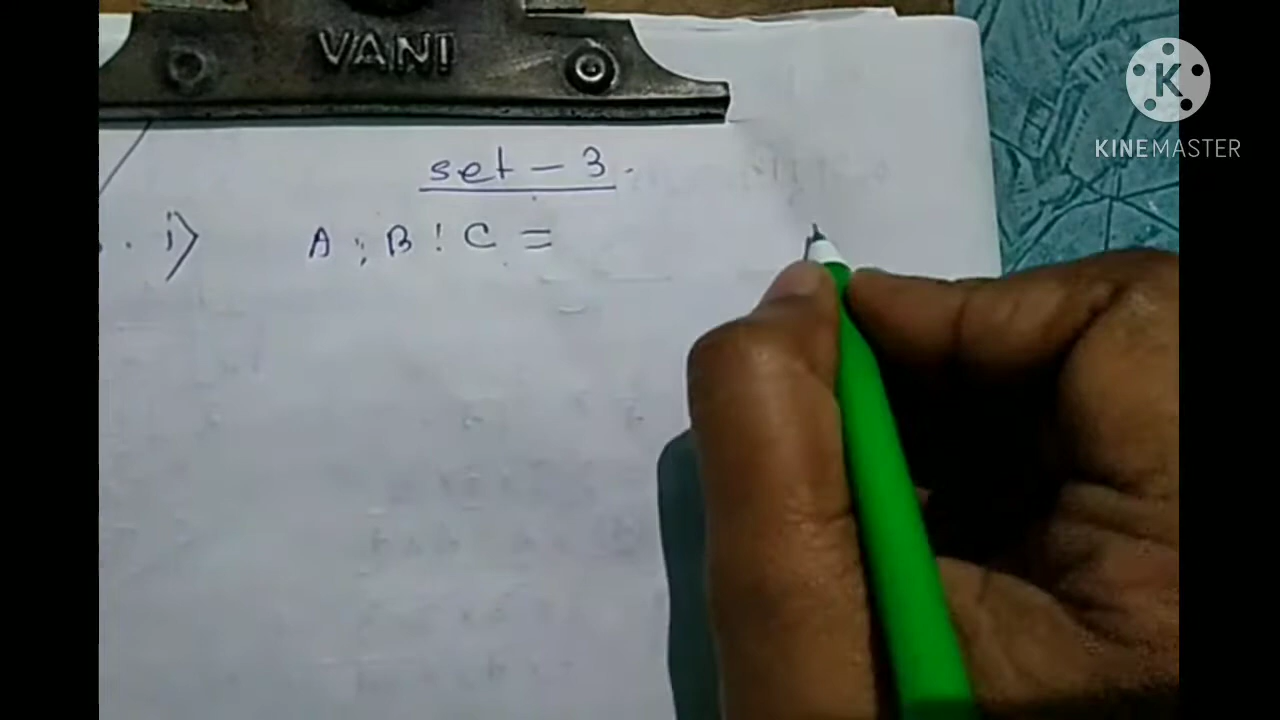 VANI
K
KINEMASTER
set - 3.
. i) A : B : C =